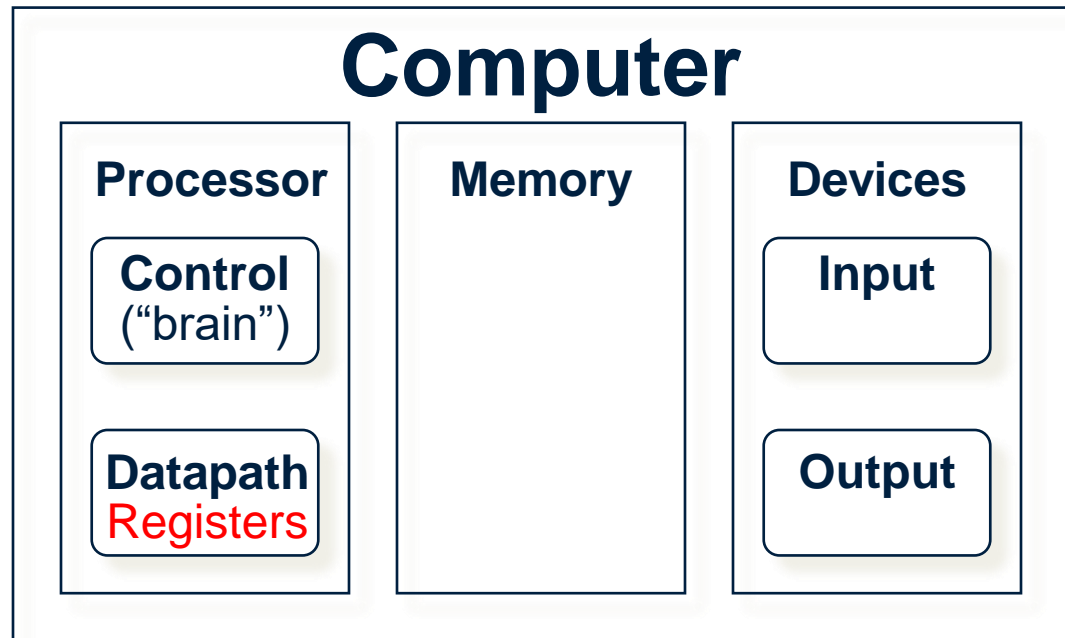 Computer
Processor
Control
(“brain”)
Datapath
Registers
Memory
Devices
Input
Output